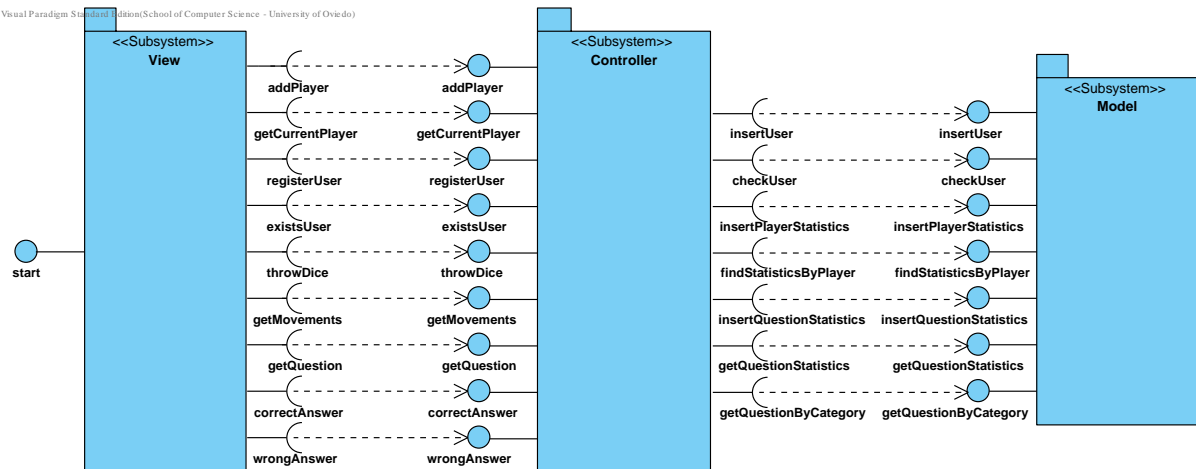 Visual Paradigm Standard Edition(School of Computer Science - University of Oviedo)
<<Subsystem>>
View
<<Subsystem>>
Controller
<<Subsystem>>
Model
start
addPlayer
addPlayer
getCurrentPlayer
getCurrentPlayer
registerUser
registerUser
existsUser
existsUser
throwDice
throwDice
getMovements
getMovements
getQuestion
getQuestion
correctAnswer
correctAnswer
wrongAnswer
wrongAnswer
insertUser
insertUser
checkUser
checkUser
insertPlayerStatistics
insertPlayerStatistics
findStatisticsByPlayer
findStatisticsByPlayer
insertQuestionStatistics
insertQuestionStatistics
getQuestionStatistics
getQuestionStatistics
getQuestionByCategory
getQuestionByCategory